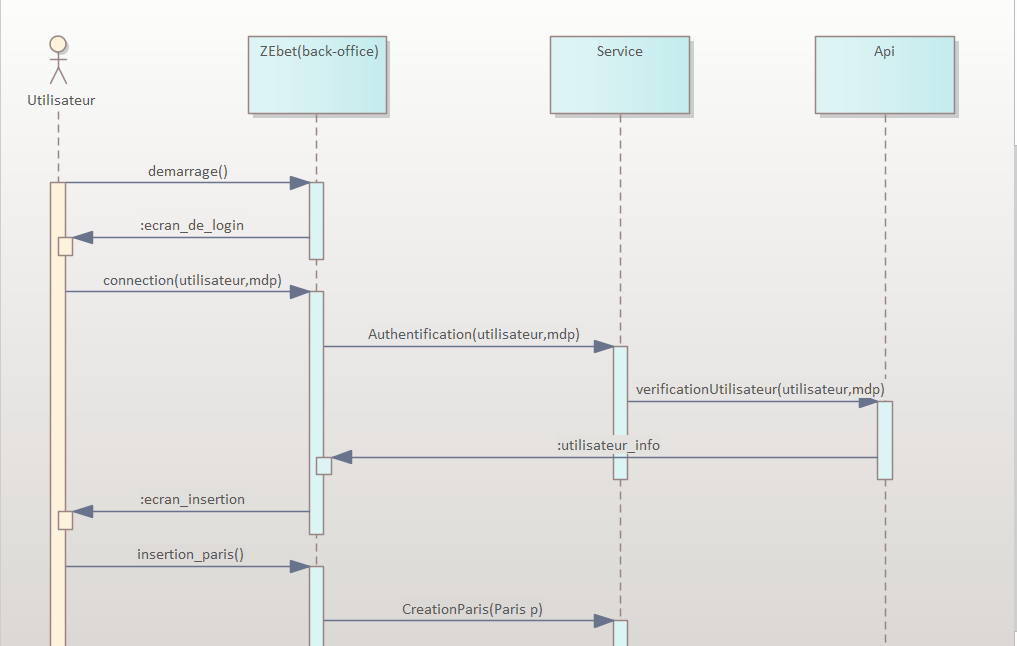 ZEbet(back-office)
Service
Api
Utilisateur
demarrage()
:ecran_de_login
connection(utilisateur,mdp)
Authentification(utilisateur,mdp)
verificationUtilisateur(utilisateur,mdp)
:utilisateur_info
:ecran_insertion
insertion_paris()
CreationParis(Paris p)